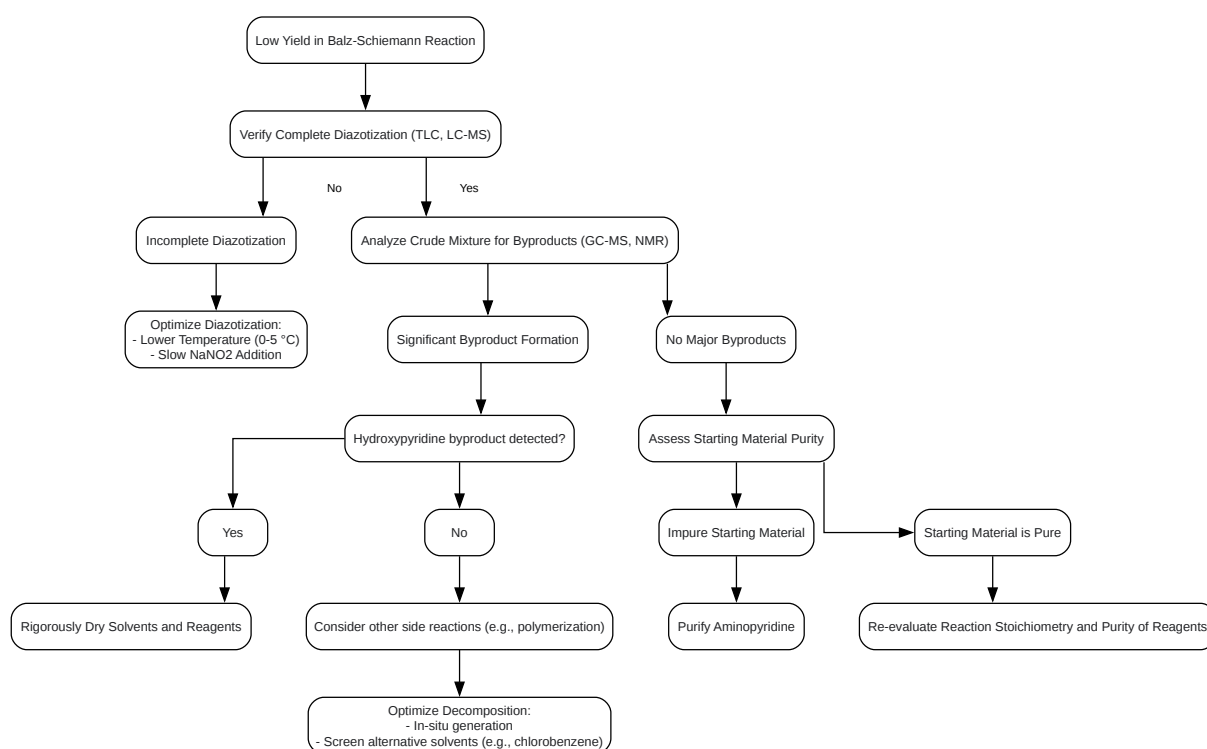 Low Yield in Balz-Schiemann Reaction
Verify Complete Diazotization (TLC, LC-MS)
No
Yes
Incomplete Diazotization
Analyze Crude Mixture for Byproducts (GC-MS, NMR)
Optimize Diazotization:
- Lower Temperature (0-5 °C)
- Slow NaNO2 Addition
Significant Byproduct Formation
No Major Byproducts
Hydroxypyridine byproduct detected?
Assess Starting Material Purity
Yes
No
Impure Starting Material
Starting Material is Pure
Rigorously Dry Solvents and Reagents
Consider other side reactions (e.g., polymerization)
Purify Aminopyridine
Re-evaluate Reaction Stoichiometry and Purity of Reagents
Optimize Decomposition:
- In-situ generation
- Screen alternative solvents (e.g., chlorobenzene)